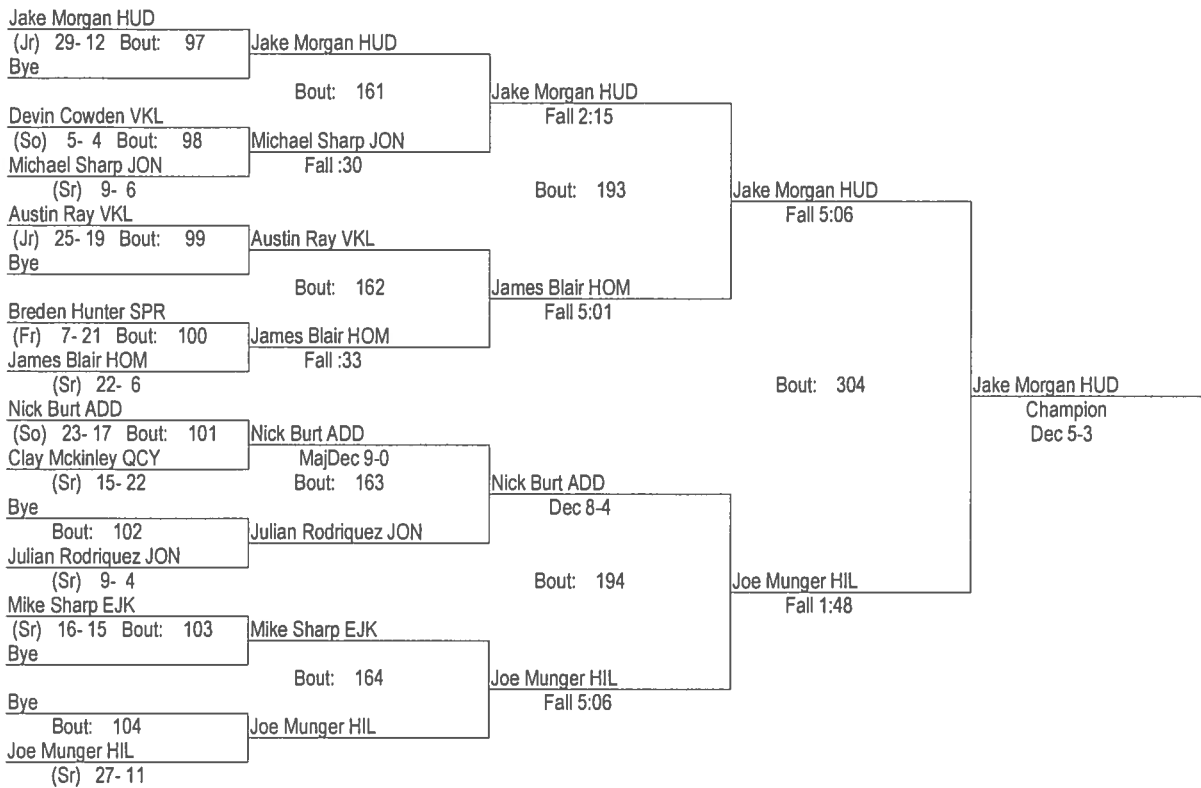 Jake Morgan HUD
(Jr) 29- 12 Bout: 97
Bye
Devin Cowden VKL
(So) 5- 4 Bout: 98
Michael Sharp JON
(Sr) 9- 6
Austin Ray VKL
(Jr) 25- 19 Bout: 99
Bye
Breden Hunter SPR
(Fr) 7- 21 Bout: 100
James Blair HOM
(Sr) 22- 6
Nick Burt ADD
(So) 23- 17 Bout: 101
Clay Mckinley QCY
(Sr) 15- 22
Bye
Bout: 102
Julian Rodriquez JON
(Sr) 9- 4
Mike Sharp EJK
(Sr) 16- 15 Bout: 103
Bye
Bye
Bout: 104
Joe Munger HIL
(Sr) 27- 11
Jake Morgan HUD
Bout: 161
Michael Sharp JON
Fall :30
Austin Ray VKL
Bout: 162
James Blair HOM
Fall :33
Nick Burt ADD
MajDec 9-0
Bout: 163
Julian Rodriquez JON
Mike Sharp EJK
Bout: 164
Joe Munger HIL
Jake Morgan HUD
Fall 2:15
Bout: 193
James Blair HOM
Fall 5:01
Nick Burt ADD
Dec 8-4
Bout: 194
Joe Munger HIL
Fall 5:06
Jake Morgan HUD
Fall 5:06
Bout: 304
Joe Munger HIL
Fall 1:48
Jake Morgan HUD
Champion
Dec 5-3